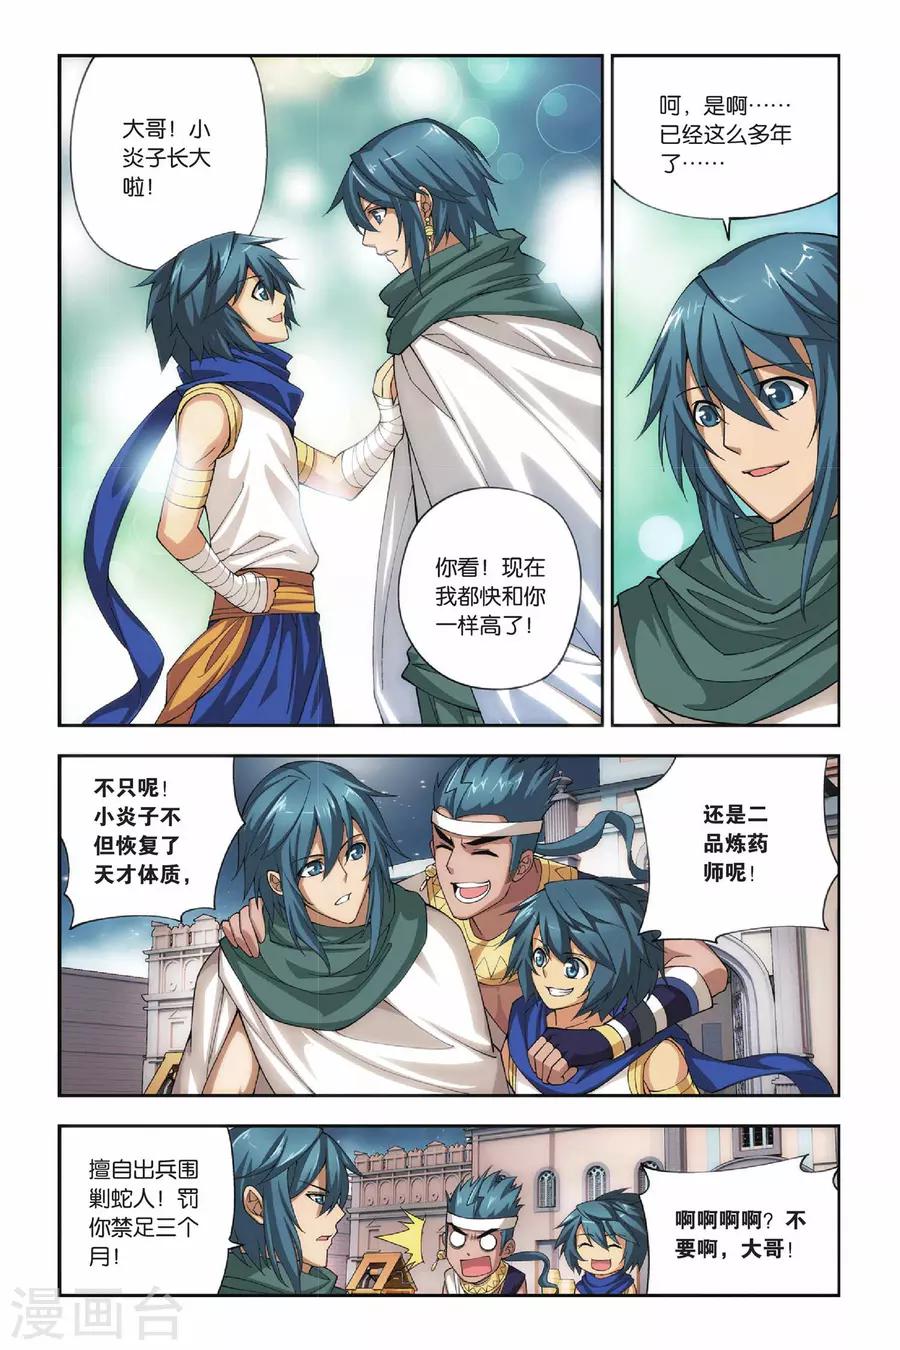 大哥！小
炎子长大
啦！
你看！现在
我都快和你
一样高了！
呵，是啊……
已经这么多年
了……
不只呢！
小炎子不
但恢复了
天才体质，
还是二
品炼药
师呢！
擅自出兵围
剿蛇人！罚
你禁足三个
月！
啊啊啊啊？不
要啊，大哥！
漫画台